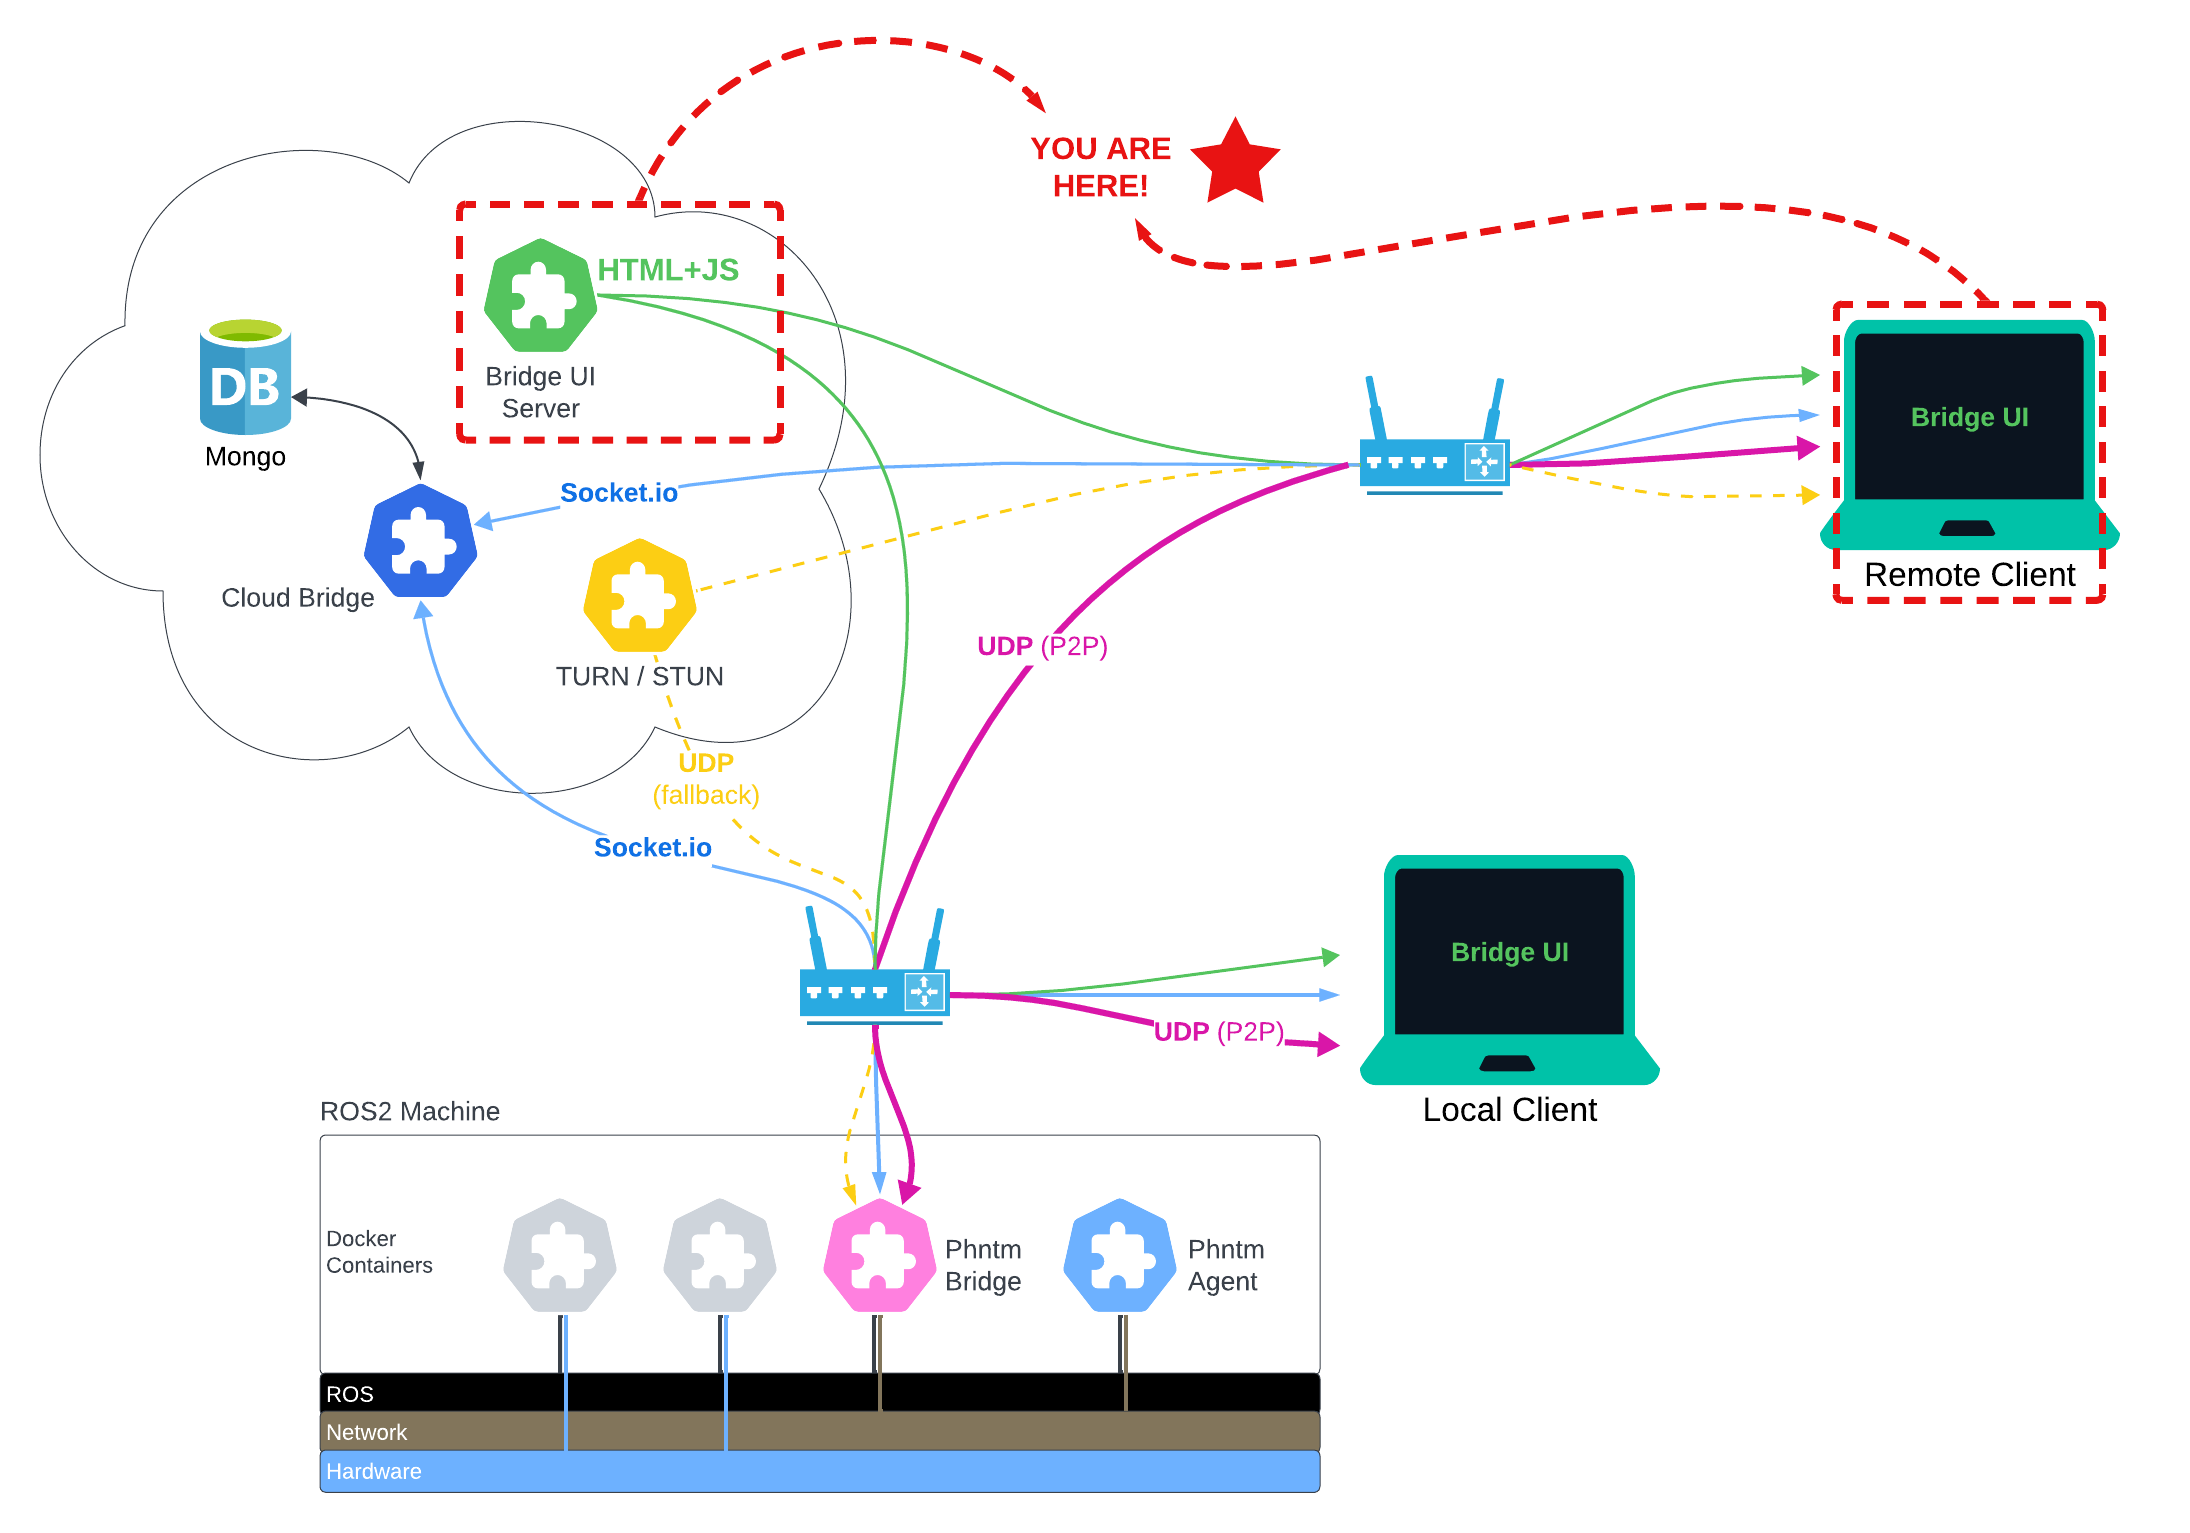 YOU ARE
HERE!
HTML+JS
Bridge UI
Server
DB
Mongo
Bridge UI
Remote Client
Socket.io
Cloud Bridge
TURN / STUN
UDP (P2P)
UDP
(fallback)
Socket.io
Bridge UI
UDP (P2P)
Local Client
ROS2 Machine
Docker
Containers
Phntm
Bridge
Phntm
Agent
ROS
Network
Hardware